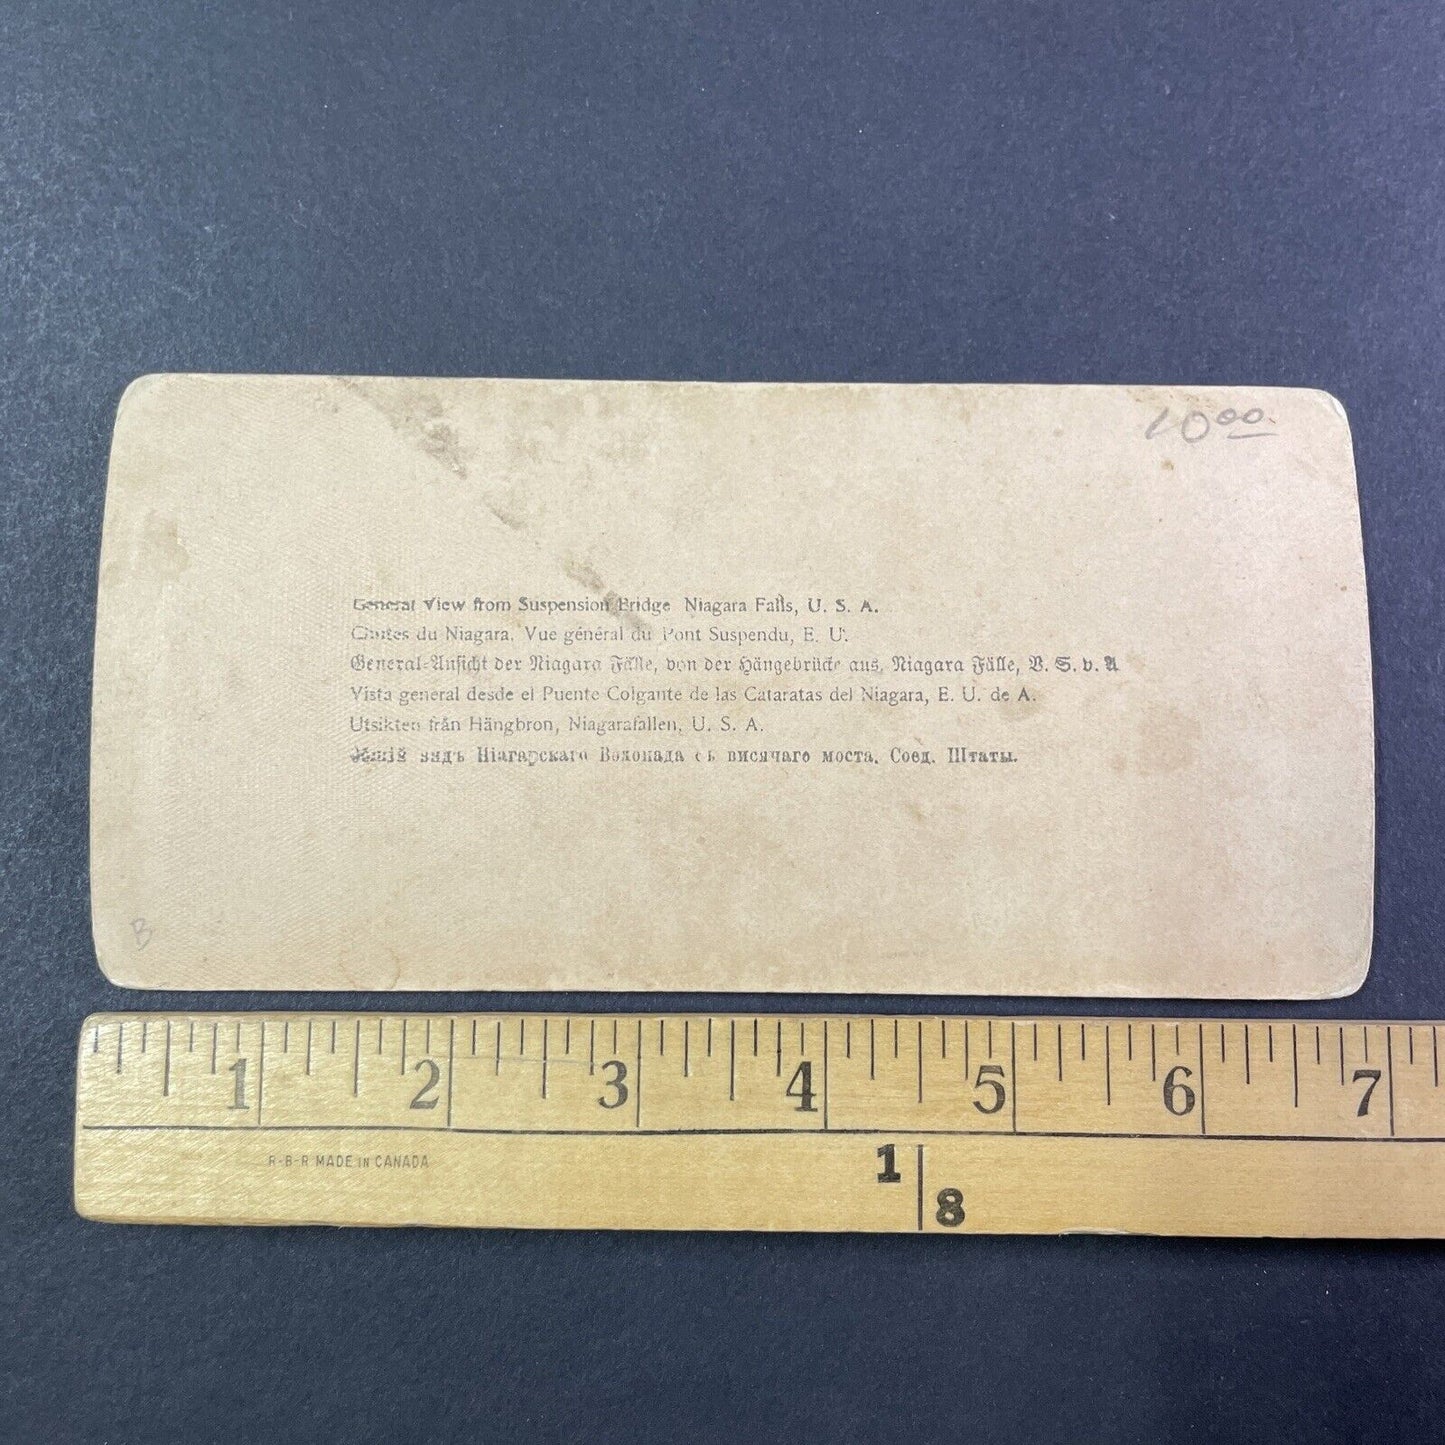 10⁰⁰
General View from Suspension Bridge Niagara Falls, U. S. A.
Chutes du Niagara. Vue général du Pont Suspendu, E. U.
General-Ansicht der Niagara Fälle, von der Hängebrücke aus, Niagara Fälle, V. S. v. A
Vista general desde el Puente Colgante de las Cataratas del Niagara, E. U. de A.
Utsikten från Hängbron, Niagarafallen, U. S. A.
видъ Ніагарскаго Водопада съ висячаго моста. Соед. Штаты.
B
1 2 3 4 5 6 7
R-B-R MADE IN CANADA
1 8